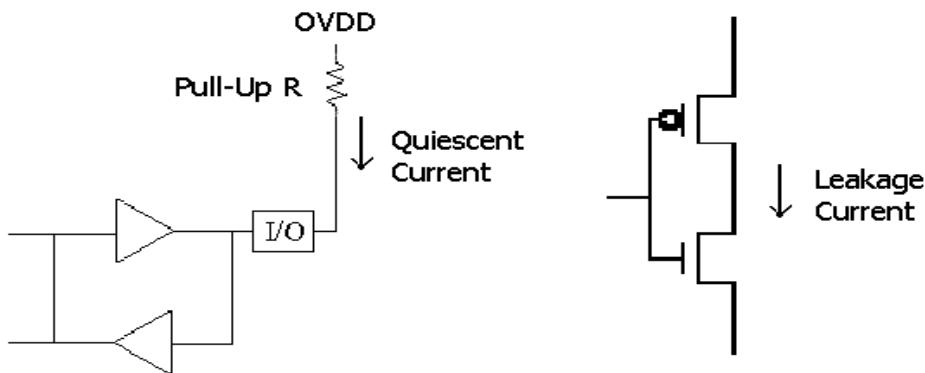 OVDD
Pull-Up R
Quiescent
Current
I/O
Leakage
Current